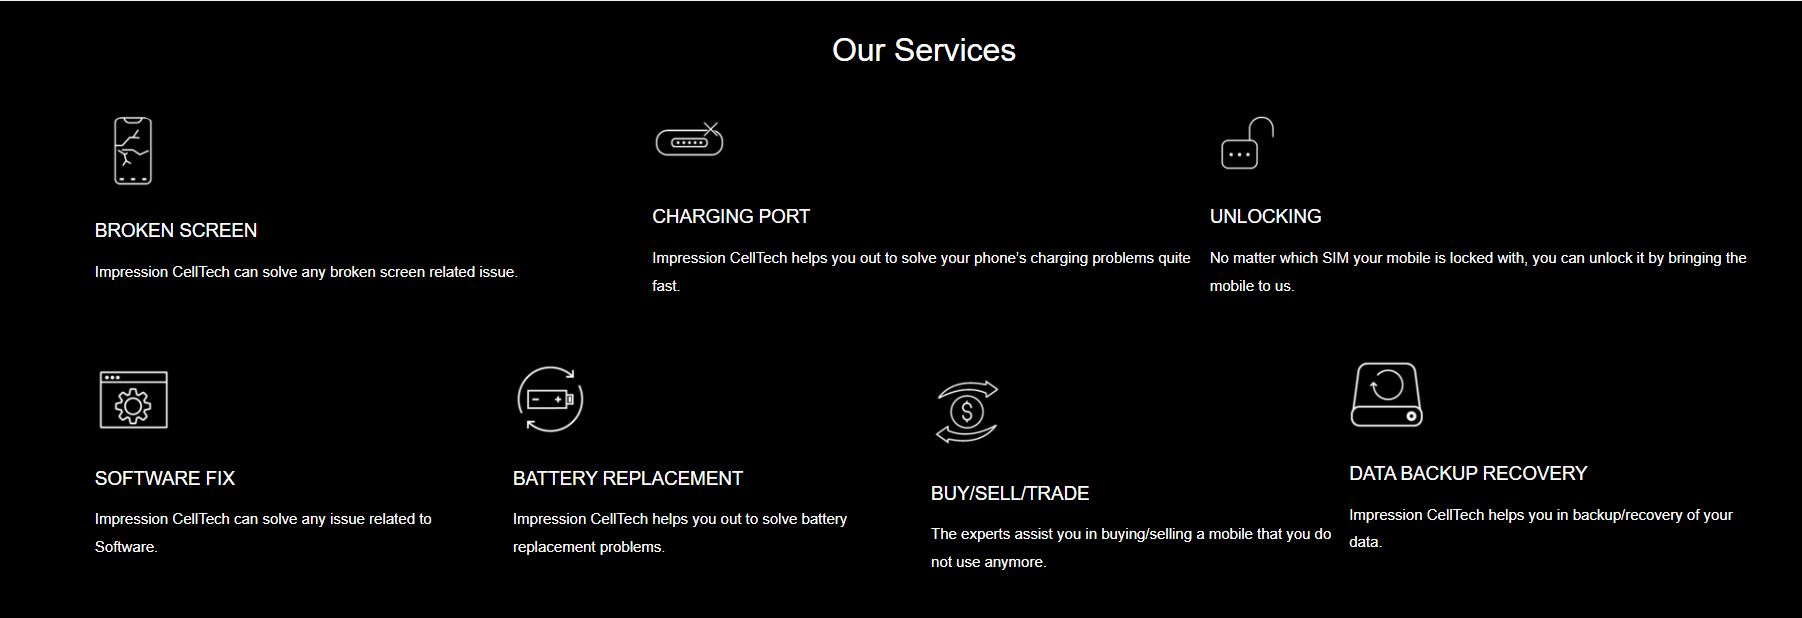 Our Services
BROKEN SCREEN
Impression CellTech can solve any broken screen related issue.
CHARGING PORT
Impression CellTech helps you out to solve your phone’s charging problems quite
fast.
UNLOCKING
No matter which SIM your mobile is locked with, you can unlock it by bringing the
mobile to us.
SOFTWARE FIX
Impression CellTech can solve any issue related to
Software.
BATTERY REPLACEMENT
Impression CellTech helps you out to solve battery
replacement problems.
BUY/SELL/TRADE
The experts assist you in buying/selling a mobile that you do
not use anymore.
DATA BACKUP RECOVERY
Impression CellTech helps you in backup/recovery of your
data.